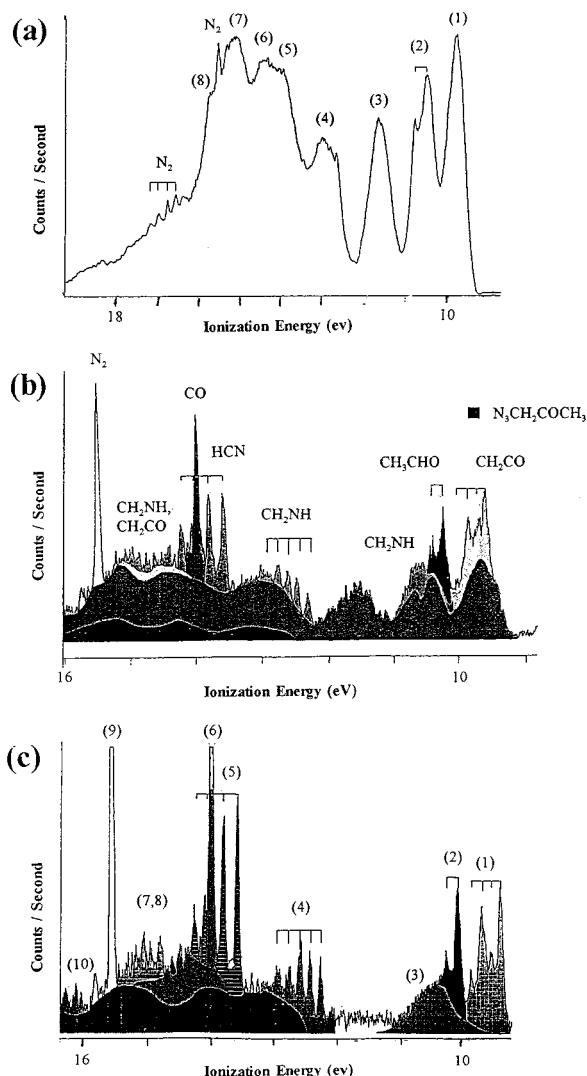 (a)
N₂
(7)
(6)
(5)
(8)
(4)
(3)
(2)
(1)
N₂
Counts / Second
18
10
Ionization Energy (ev)
(b)
N₂
CO
HCN
CH₂NH,
CH₂CO
CH₂NH
CH₂NH
CH₃CHO
CH₂CO
N₃CH₂COCH₃
Counts / Second
16
10
Ionization Energy (eV)
(c)
(9)
(6)
(5)
(7,8)
(10)
(4)
(3)
(2)
(1)
Counts / Second
16
10
Ionization Energy (eV)